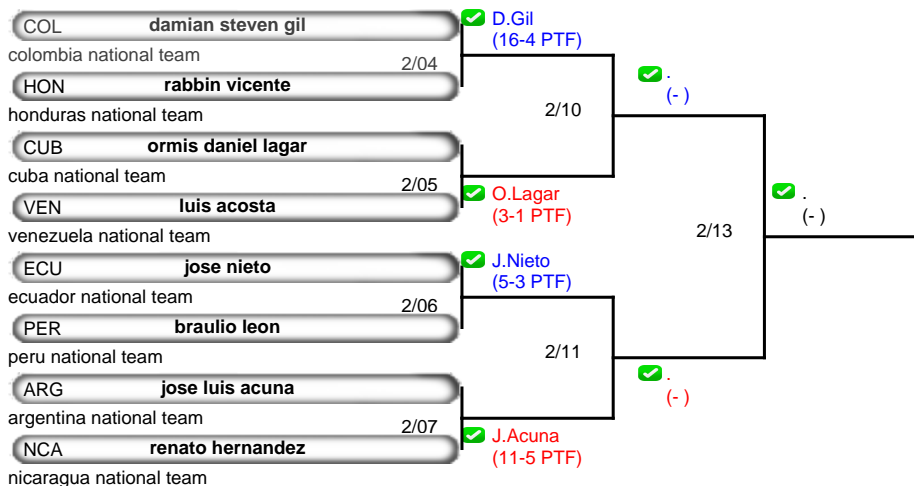 COL damian steven gil
colombia national team
D.Gil
(16-4 PTF)
2/04
HON rabbin vicente
honduras national team
.
(- )
2/10
CUB ormis daniel lagar
cuba national team
2/05
O.Lagar
(3-1 PTF)
VEN luis acosta
venezuela national team
.
(- )
2/13
ECU jose nieto
ecuador national team
J.Nieto
(5-3 PTF)
2/06
PER braulio leon
peru national team
2/11
.
(- )
ARG jose luis acuna
argentina national team
2/07
J.Acuna
(11-5 PTF)
NCA renato hernandez
nicaragua national team